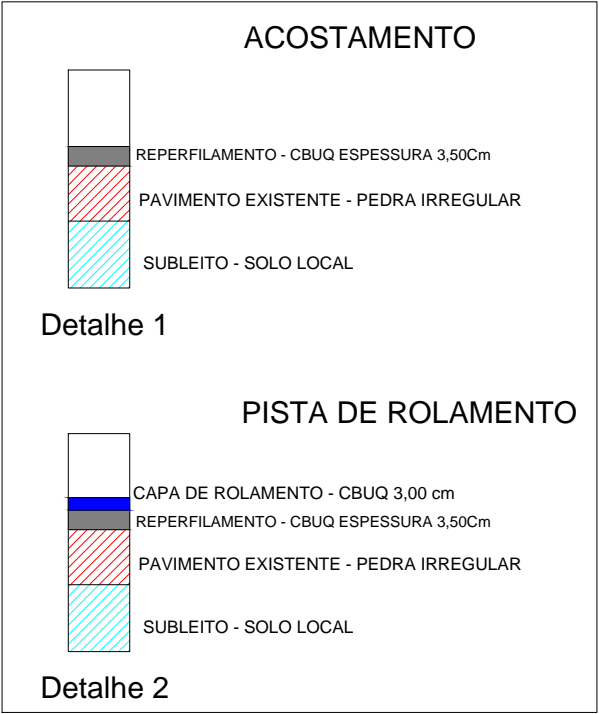 ACOSTAMENTO
REPERFILAMENTO - CBUQ ESPESSURA 3,50Cm
PAVIMENTO EXISTENTE - PEDRA IRREGULAR
SUBLEITO - SOLO LOCAL
Detalhe 1
PISTA DE ROLAMENTO
CAPA DE ROLAMENTO - CBUQ 3,00 cm
REPERFILAMENTO - CBUQ ESPESSURA 3,50Cm
PAVIMENTO EXISTENTE - PEDRA IRREGULAR
SUBLEITO - SOLO LOCAL
Detalhe 2